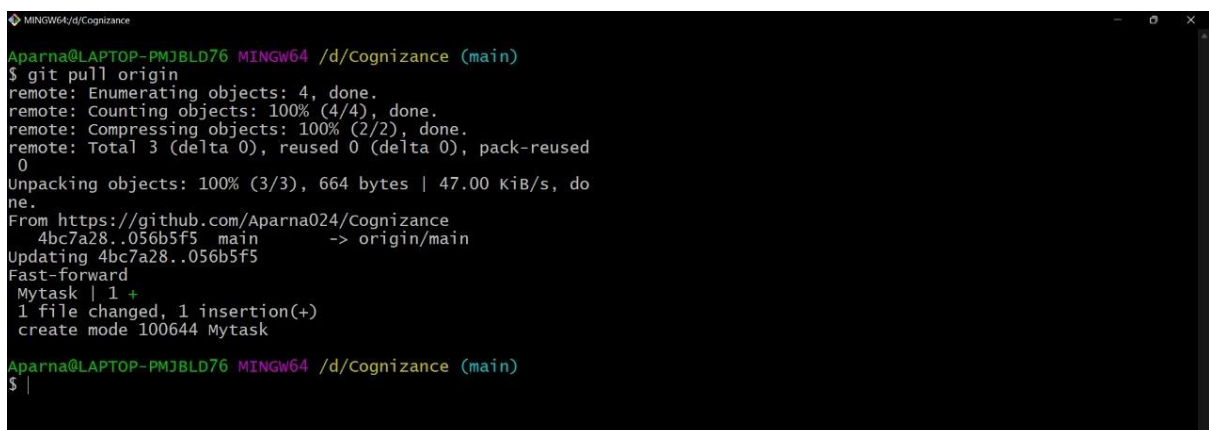 MINGW64:/d/Cognizance
Aparna@LAPTOP-PMJBLD76 MINGW64 /d/Cognizance (main)
$ git pull origin
remote: Enumerating objects: 4, done.
remote: Counting objects: 100% (4/4), done.
remote: Compressing objects: 100% (2/2), done.
remote: Total 3 (delta 0), reused 0 (delta 0), pack-reused
0
Unpacking objects: 100% (3/3), 664 bytes | 47.00 KiB/s, do
ne.
From https://github.com/Aparna024/Cognizance
4bc7a28..056b5f5  main       -> origin/main
Updating 4bc7a28..056b5f5
Fast-forward
Mytask | 1 +
1 file changed, 1 insertion(+)
create mode 100644 Mytask
Aparna@LAPTOP-PMJBLD76 MINGW64 /d/Cognizance (main)
$